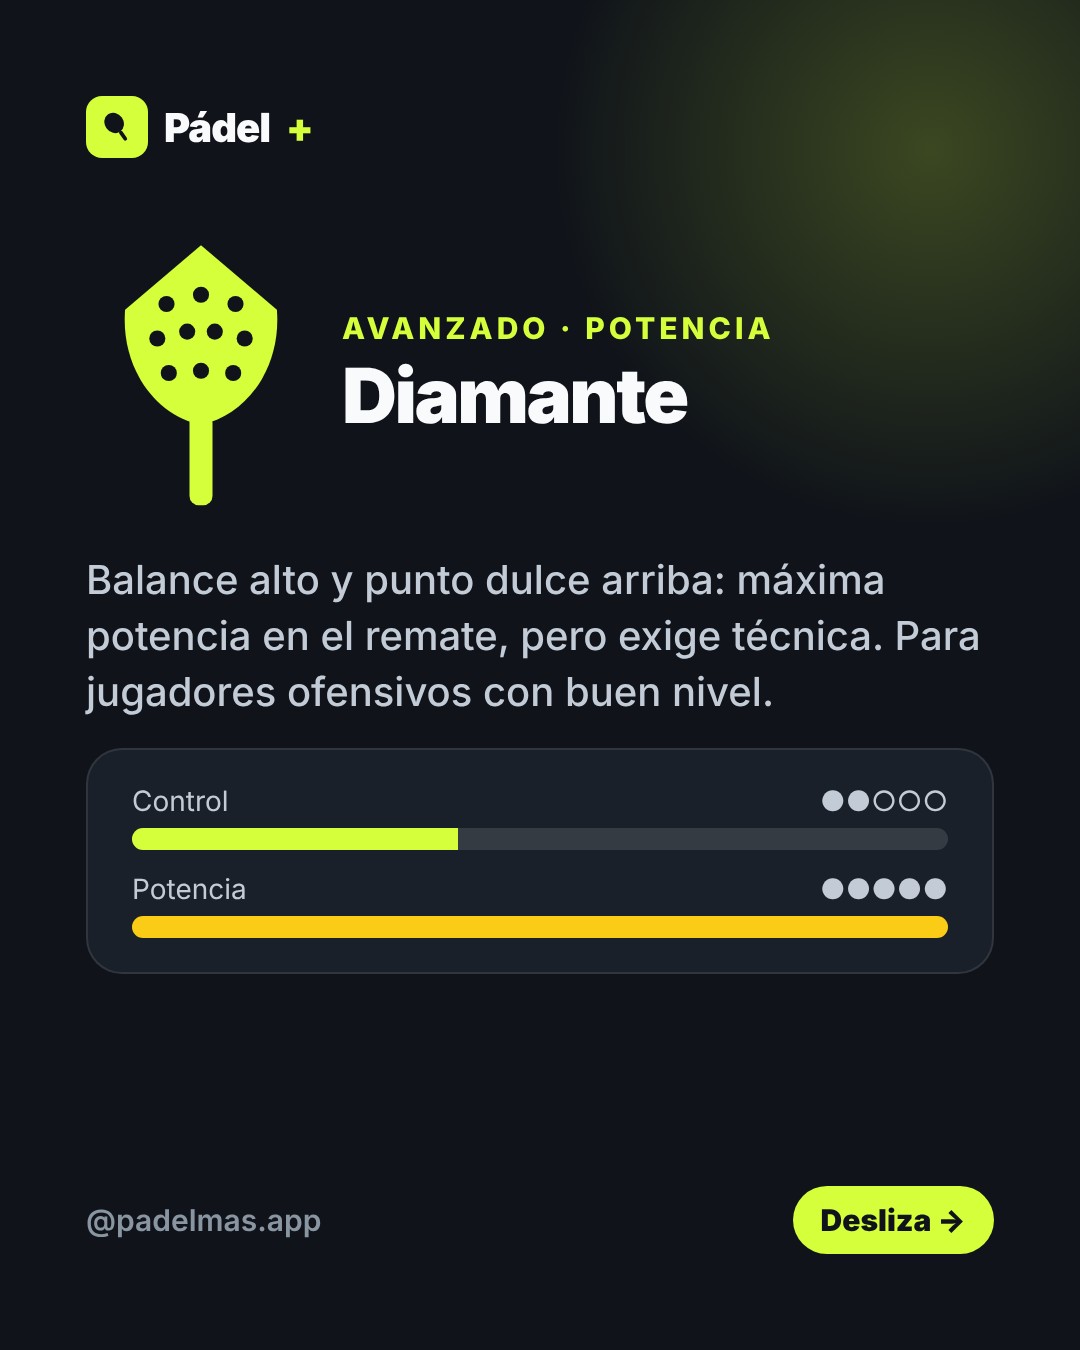 Pádel +
AVANZADO · POTENCIA
Diamante
Balance alto y punto dulce arriba: máxima
potencia en el remate, pero exige técnica. Para
jugadores ofensivos con buen nivel.
Control ●●○○○
Potencia ●●●●●
@padelmas.app
Desliza →